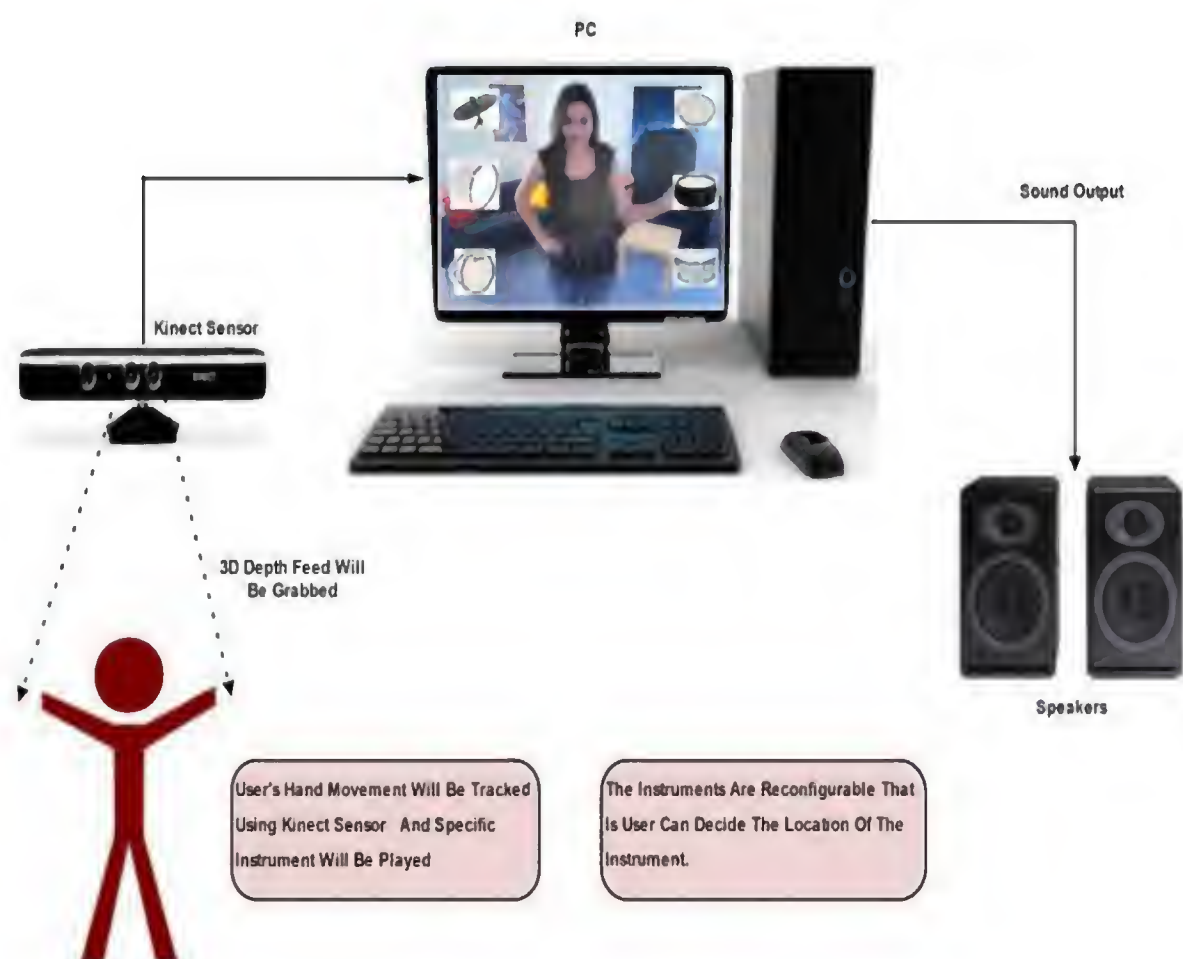 PC
Sound Output
Kinect Sensor
3D Depth Feed Will
Be Grabbed
Speakers
User's Hand Movement Will Be Tracked
Using Kinect Sensor And Specific
Instrument Will Be Played
The Instruments Are Reconfigurable That
Is User Can Decide The Location Of The
Instrument.